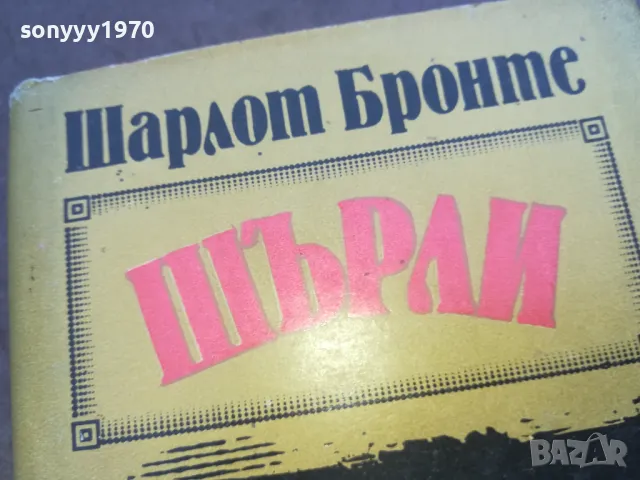 sonyyy1970
Шарлот Бронте
ШЪРЛИ
BAZAR